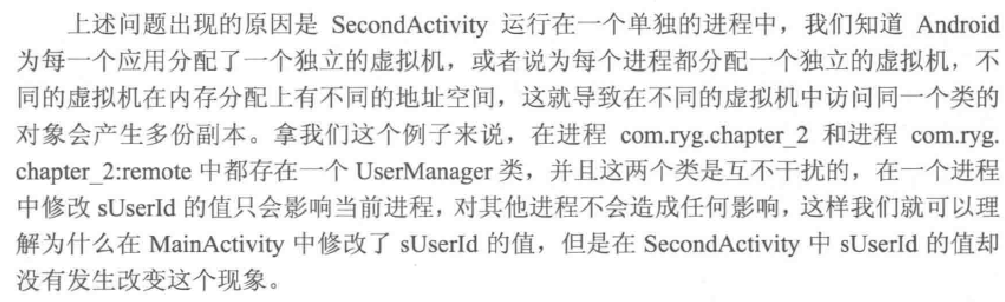 上述问题出现的原因是 SecondActivity 运行在一个单独的进程中，我们知道 Android
为每一个应用分配了一个独立的虚拟机，或者说为每个进程都分配一个独立的虚拟机，不
同的虚拟机在内存分配上有不同的地址空间，这就导致在不同的虚拟机中访问同一个类的
对象会产生多份副本。拿我们这个例子来说，在进程 com.ryg.chapter_2 和进程 com.ryg.
chapter_2:remote 中都存在一个 UserManager 类，并且这两个类是互不干扰的，在一个进程
中修改 sUserId 的值只会影响当前进程，对其他进程不会造成任何影响，这样我们就可以理
解为什么在 MainActivity 中修改了 sUserId 的值，但是在 SecondActivity 中 sUserId 的值却
没有发生改变这个现象。